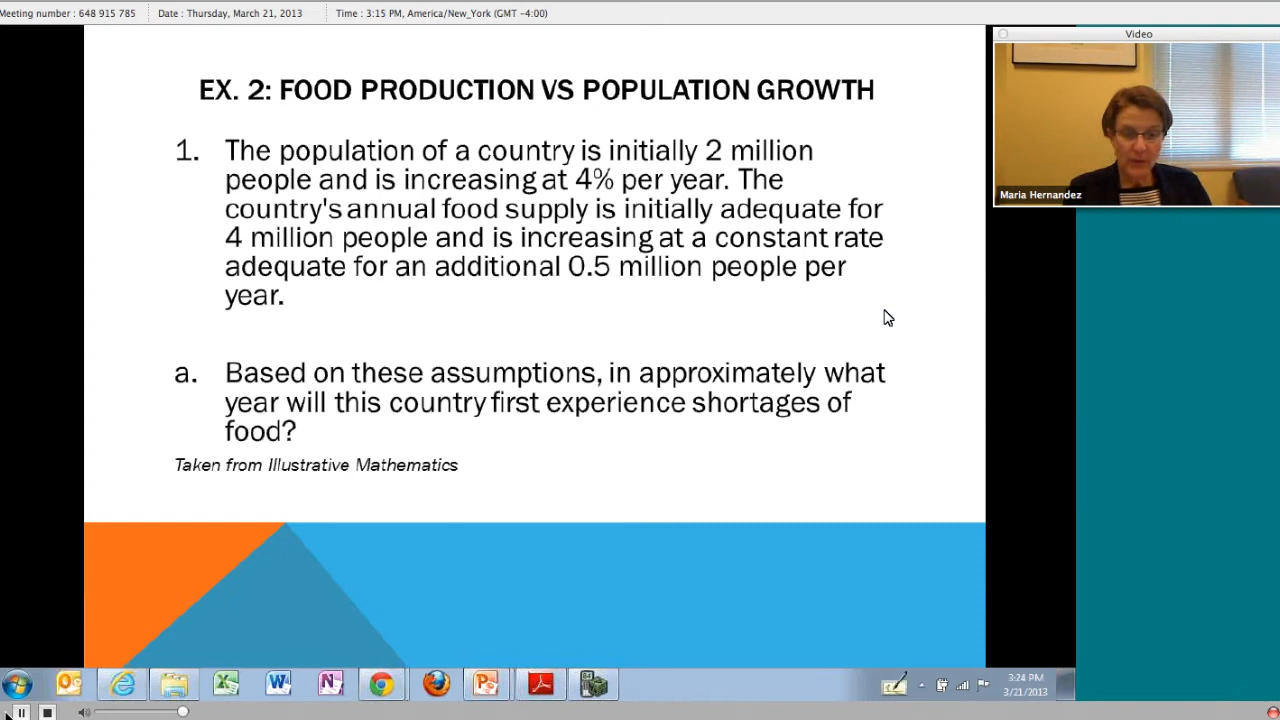 Meeting number : 648 915 785 Date : Thursday, March 21, 2013 Time : 3:15 PM, America/New_York (GMT -4:00)
Video
EX. 2: FOOD PRODUCTION VS POPULATION GROWTH
Maria Hernandez
1. The population of a country is initially 2 million
people and is increasing at 4% per year. The
country's annual food supply is initially adequate for
4 million people and is increasing at a constant rate
adequate for an additional 0.5 million people per
year.
a. Based on these assumptions, in approximately what
year will this country first experience shortages of
food?
Taken from Illustrative Mathematics
3:24 PM
3/21/2013